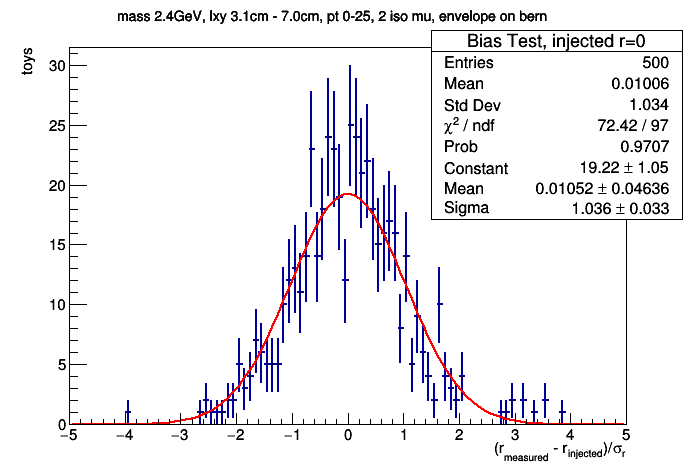 mass 2.4GeV, lxy 3.1cm - 7.0cm, pt 0-25, 2 iso mu, envelope on bern
Bias Test, injected r=0
Entries 500
Mean 0.01006
Std Dev 1.034
χ² / ndf 72.42 / 97
Prob 0.9707
Constant 19.22 ± 1.05
Mean 0.01052 ± 0.04636
Sigma 1.036 ± 0.033
toys
30
25
20
15
10
5
0
−5 −4 −3 −2 −1 0 1 2 3 4 5
(r_measured - r_injected)/σ_r